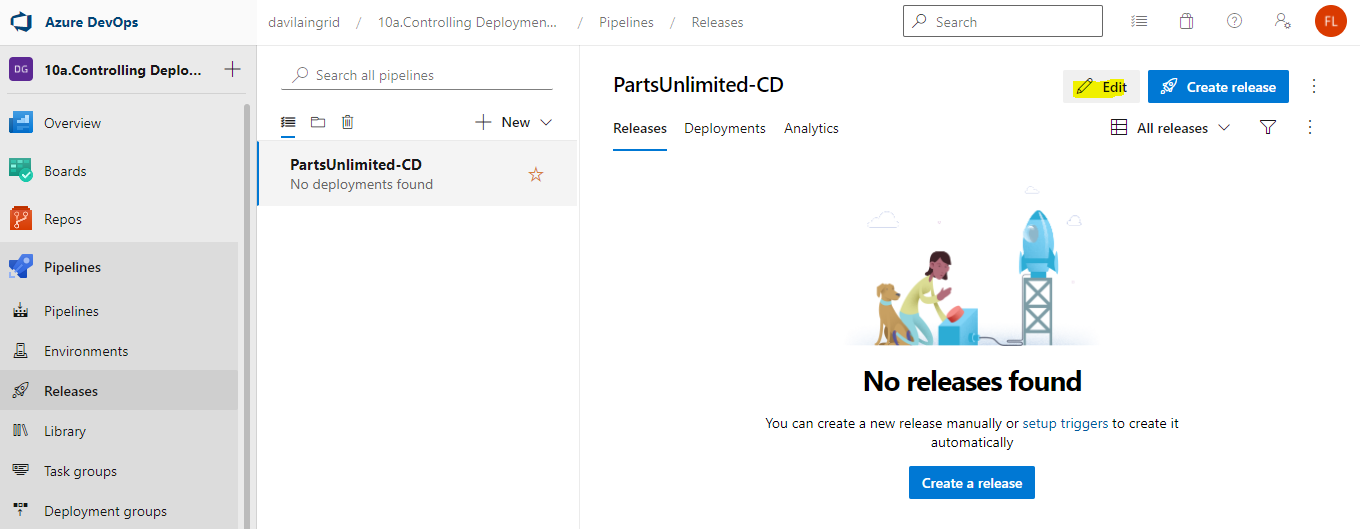 Azure DevOps
davilaingrid / 10a.Controlling Deploymen... / Pipelines / Releases
Search
FL
DG
10a.Controlling Deplo...
Overview
Boards
Repos
Pipelines
Pipelines
Environments
Releases
Library
Task groups
Deployment groups
Search all pipelines
New
PartsUnlimited-CD
No deployments found
PartsUnlimited-CD
Edit
Create release
Releases
Deployments
Analytics
All releases
No releases found
You can create a new release manually or setup triggers to create it
automatically
Create a release